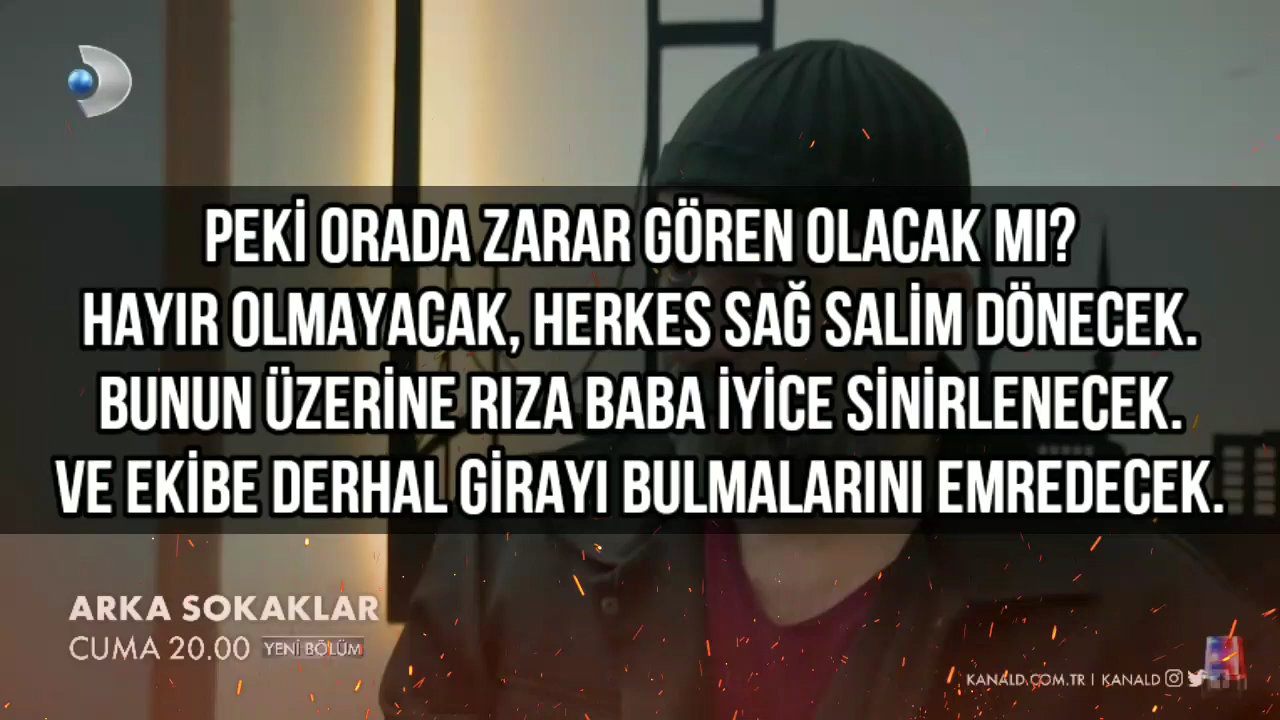 PEKİ ORADA ZARAR GÖREN OLACAK MI?
HAYIR OLMAYACAK, HERKES SAĞ SALİM DÖNECEK.
BUNUN ÜZERİNE RIZA BABA İYİCE SİNİRLENECEK.
VE EKİBE DERHAL GİRAYI BULMALARINI EMREDECEK.
ARKA SOKAKLAR
CUMA 20.00 YENİ BÖLÜM
KANALD.COM.TR | KANALD